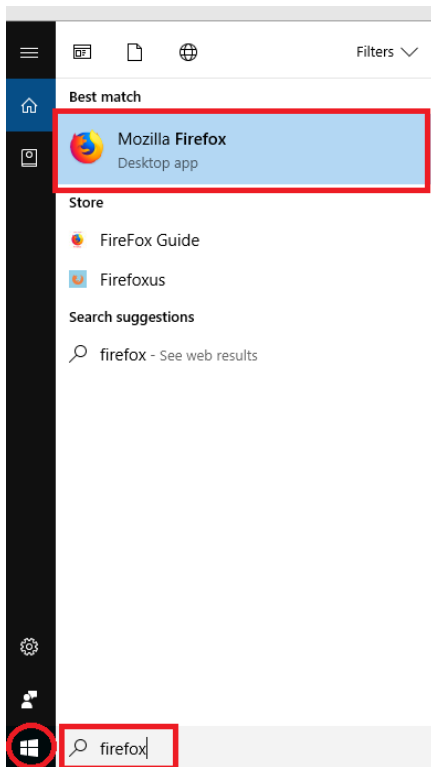 Filters
Best match
Mozilla Firefox
Desktop app
Store
FireFox Guide
Firefoxus
Search suggestions
firefox - See web results
firefox